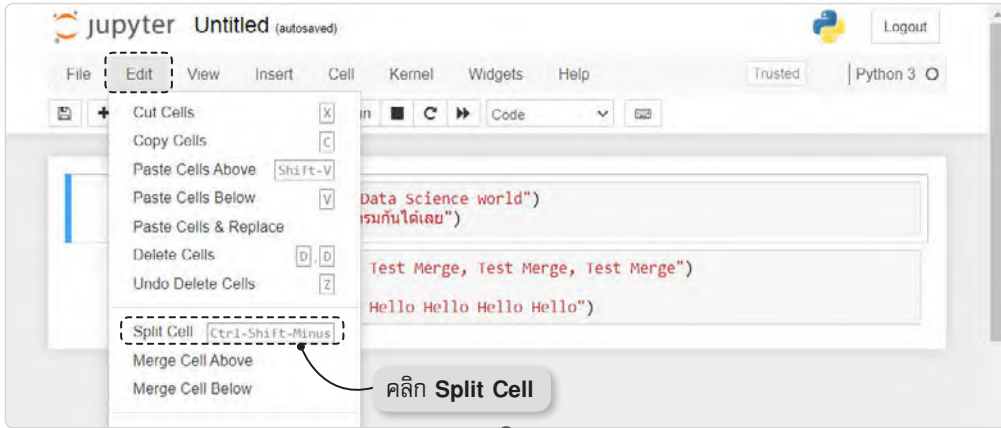 jupyter Untitled (autosaved)
Logout
File Edit View Insert Cell Kernel Widgets Help
Trusted Python 3
Code
Cut Cells X
Copy Cells C
Paste Cells Above Shift-V
Paste Cells Below V
Paste Cells & Replace
Delete Cells D,D
Undo Delete Cells Z
Split Cell Ctrl-Shift-Minus
Merge Cell Above
Merge Cell Below
Data Science world")
รมกันได้เลย")
Test Merge, Test Merge, Test Merge")
Hello Hello Hello Hello")
คลิก Split Cell